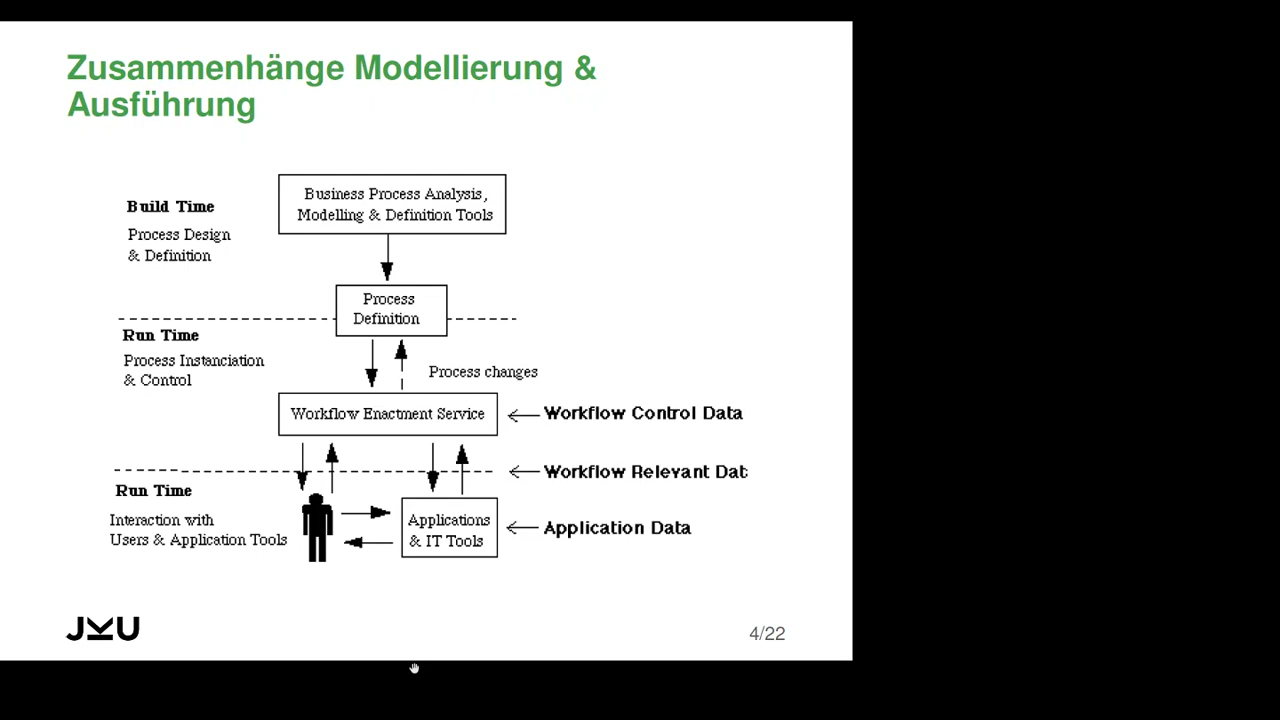 Zusammenhänge Modellierung &
Ausführung
Build Time
Process Design
& Definition
Business Process Analysis,
Modelling & Definition Tools
Process
Definition
Run Time
Process Instanciation
& Control
Process changes
Workflow Enactment Service
Workflow Control Data
Workflow Relevant Dat
Run Time
Interaction with
Users & Application Tools
Applications
& IT Tools
Application Data
JKU
4/22